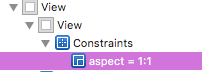 View
View
Constraints
aspect = 1:1